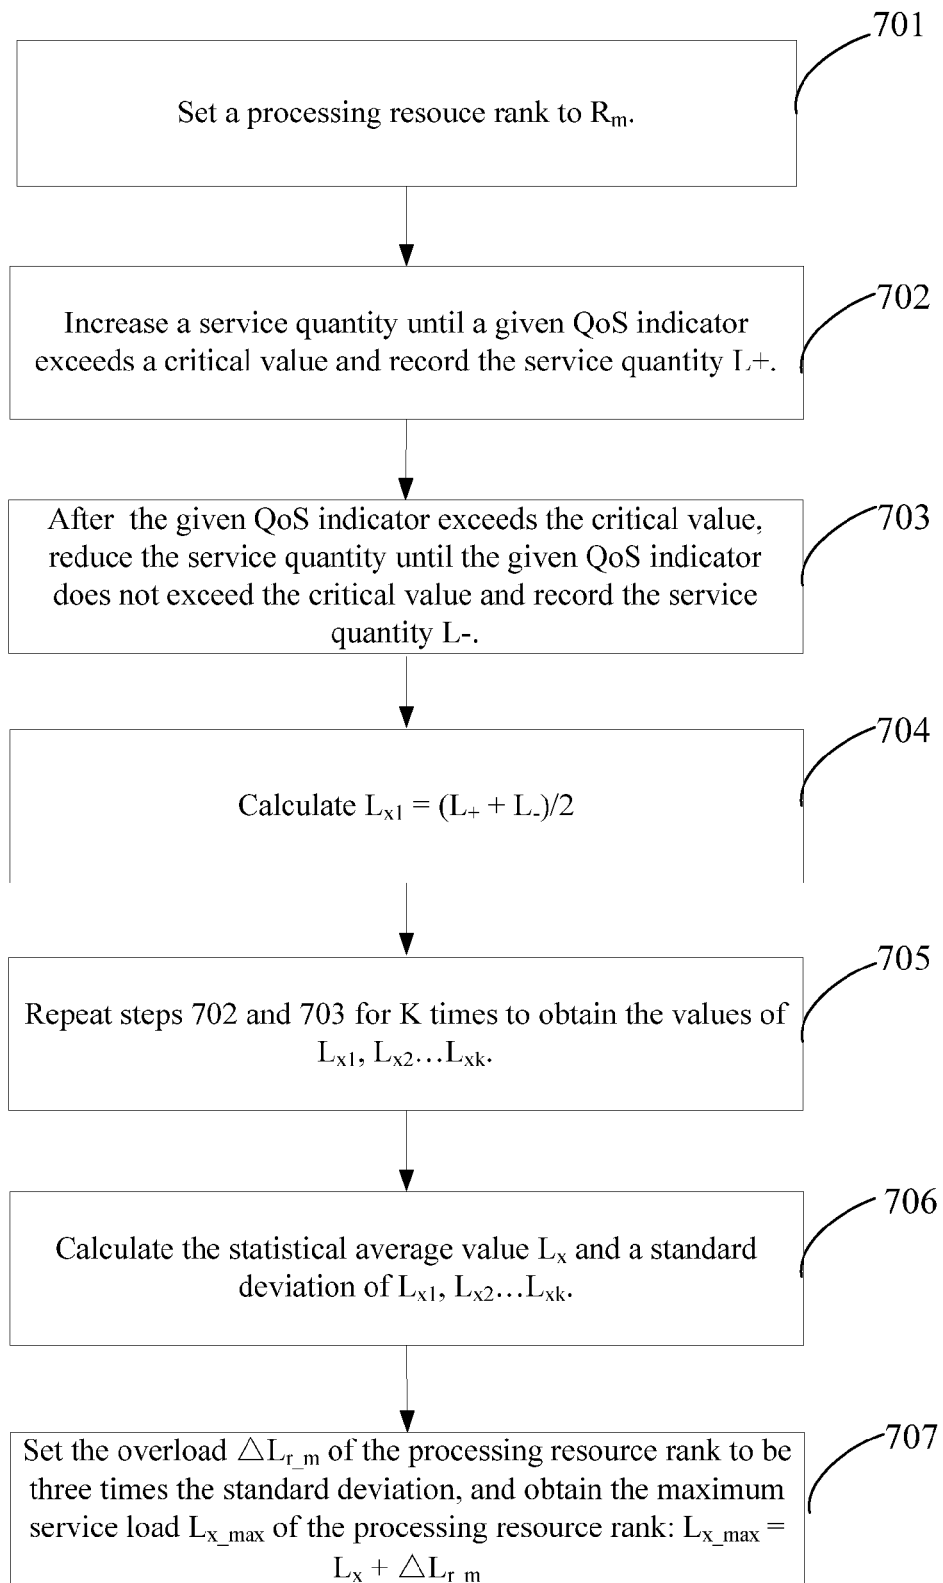 701
Set a processing resouce rank to Rₘ.
702
Increase a service quantity until a given QoS indicator
exceeds a critical value and record the service quantity L+.
703
After the given QoS indicator exceeds the critical value,
reduce the service quantity until the given QoS indicator
does not exceed the critical value and record the service
quantity L-.
704
Calculate Lₓ₁ = (L₊ + L₋)/2
705
Repeat steps 702 and 703 for K times to obtain the values of
Lₓ₁, Lₓ₂…Lₓₖ.
706
Calculate the statistical average value Lₓ and a standard
deviation of Lₓ₁, Lₓ₂…Lₓₖ.
707
Set the overload △Lr_m of the processing resource rank to be
three times the standard deviation, and obtain the maximum
service load Lx_max of the processing resource rank: Lx_max =
Lₓ + △Lr_m